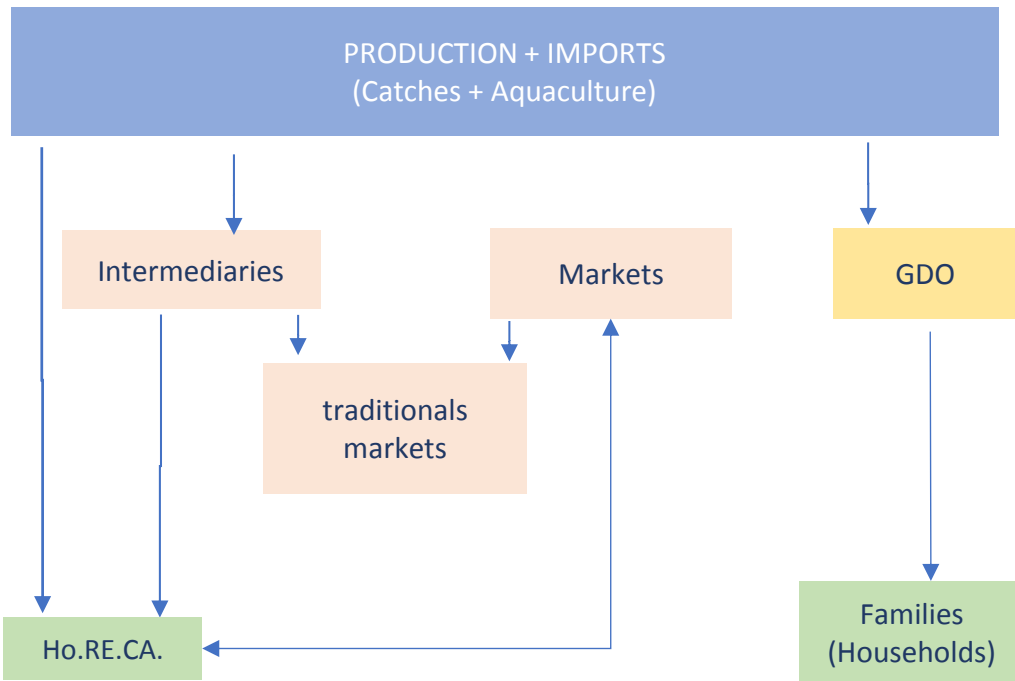 PRODUCTION + IMPORTS
(Catches + Aquaculture)
Intermediaries
Markets
GDO
traditionals
markets
Ho.RE.CA.
Families
(Households)